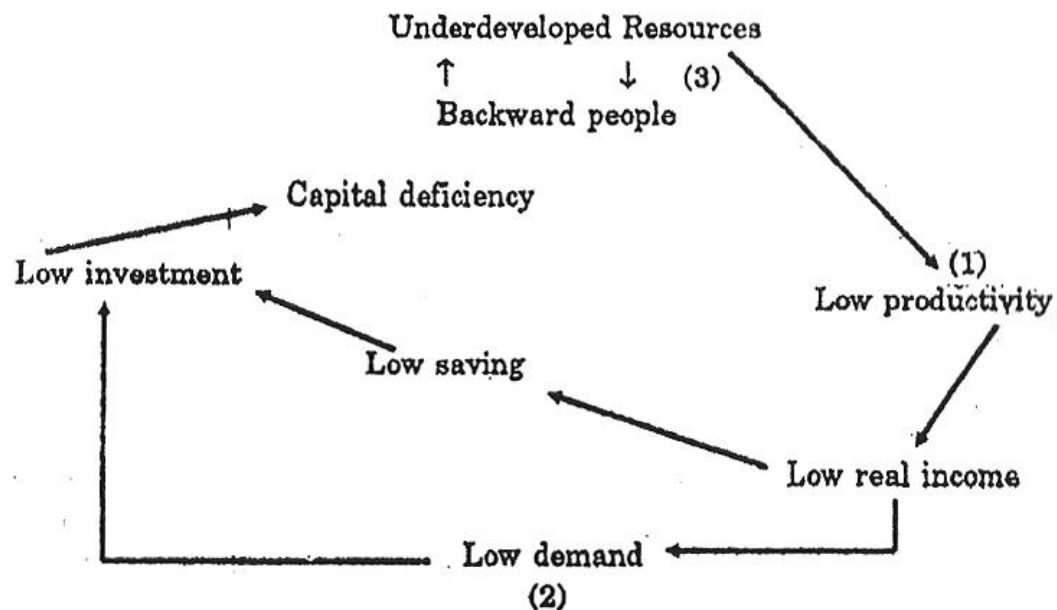 Underdeveloped Resources
↑ ↓ (3)
Backward people
Capital deficiency
(1)
Low investment
Low productivity
Low saving
Low real income
Low demand
(2)